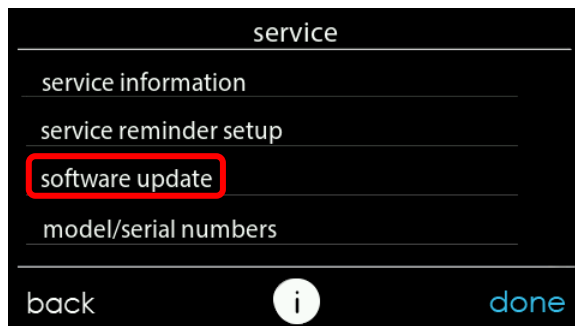 service
service information
service reminder setup
software update
model/serial numbers
back i done